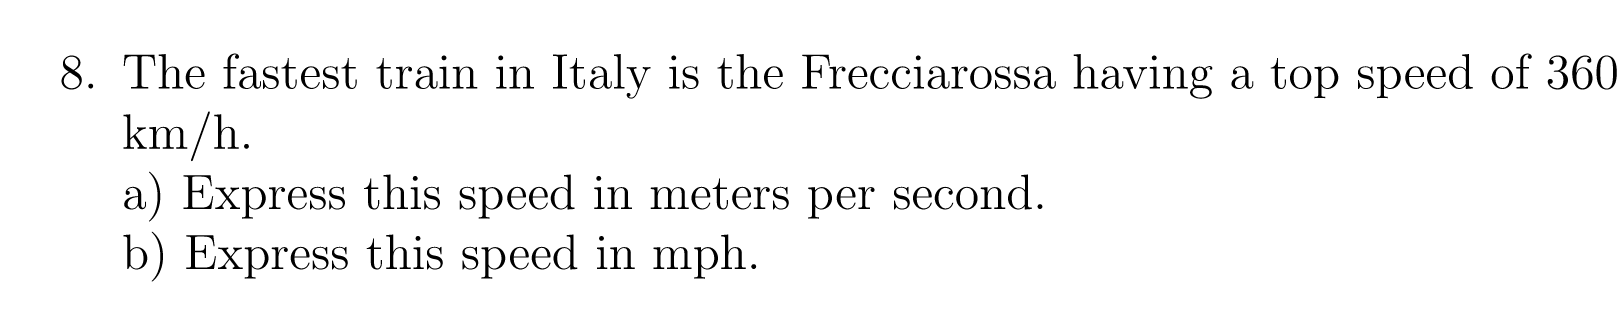 8. The fastest train in Italy is the Frecciarossa having a top speed of 360
km/h.
a) Express this speed in meters per second.
b) Express this speed in mph.